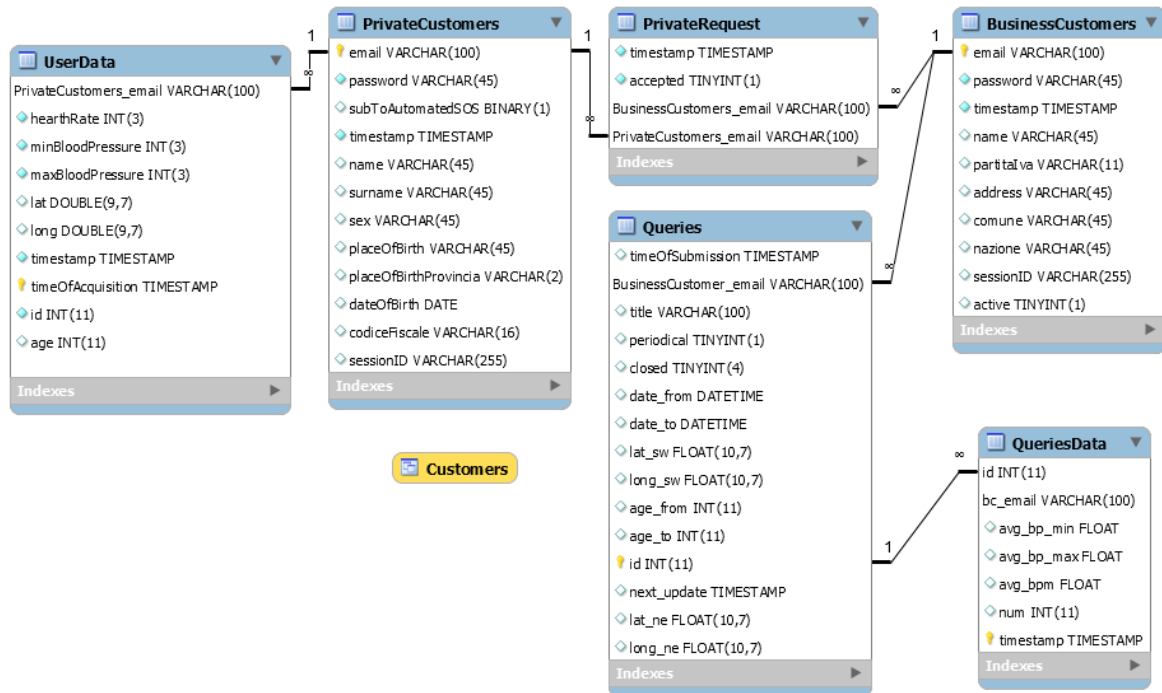 UserData
PrivateCustomers_email VARCHAR(100)
hearthRate INT(3)
minBloodPressure INT(3)
maxBloodPressure INT(3)
lat DOUBLE(9,7)
long DOUBLE(9,7)
timestamp TIMESTAMP
timeOfAcquisition TIMESTAMP
id INT(11)
age INT(11)
Indexes
1
∞
PrivateCustomers
email VARCHAR(100)
password VARCHAR(45)
subToAutomatedSOS BINARY(1)
timestamp TIMESTAMP
name VARCHAR(45)
surname VARCHAR(45)
sex VARCHAR(45)
placeOfBirth VARCHAR(45)
placeOfBirthProvincia VARCHAR(2)
dateOfBirth DATE
codiceFiscale VARCHAR(16)
sessionID VARCHAR(255)
Indexes
1
∞
Customers
PrivateRequest
timestamp TIMESTAMP
accepted TINYINT(1)
BusinessCustomers_email VARCHAR(100)
PrivateCustomers_email VARCHAR(100)
Indexes
∞
1
Queries
timeOfSubmission TIMESTAMP
BusinessCustomer_email VARCHAR(100)
title VARCHAR(100)
periodical TINYINT(1)
closed TINYINT(4)
date_from DATETIME
date_to DATETIME
lat_sw FLOAT(10,7)
long_sw FLOAT(10,7)
age_from INT(11)
age_to INT(11)
id INT(11)
next_update TIMESTAMP
lat_ne FLOAT(10,7)
long_ne FLOAT(10,7)
Indexes
∞
1
∞
BusinessCustomers
email VARCHAR(100)
password VARCHAR(45)
timestamp TIMESTAMP
name VARCHAR(45)
partitaIva VARCHAR(11)
address VARCHAR(45)
comune VARCHAR(45)
nazione VARCHAR(45)
sessionID VARCHAR(255)
active TINYINT(1)
Indexes
QueriesData
id INT(11)
bc_email VARCHAR(100)
avg_bp_min FLOAT
avg_bp_max FLOAT
avg_bpm FLOAT
num INT(11)
timestamp TIMESTAMP
Indexes